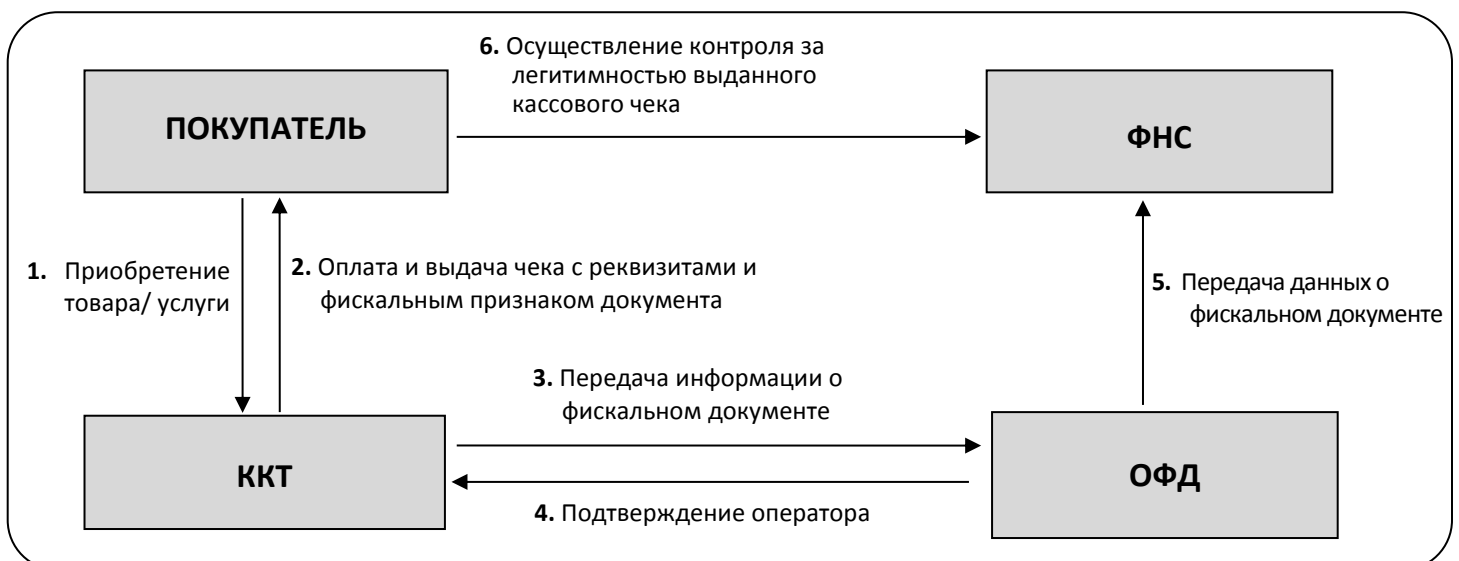 6. Осуществление контроля за
легитимностью выданного
кассового чека
ПОКУПАТЕЛЬ
ФНС
1. Приобретение
товара/ услуги
2. Оплата и выдача чека с реквизитами и
фискальным признаком документа
5. Передача данных о
фискальном документе
3. Передача информации о
фискальном документе
ККТ
ОФД
4. Подтверждение оператора